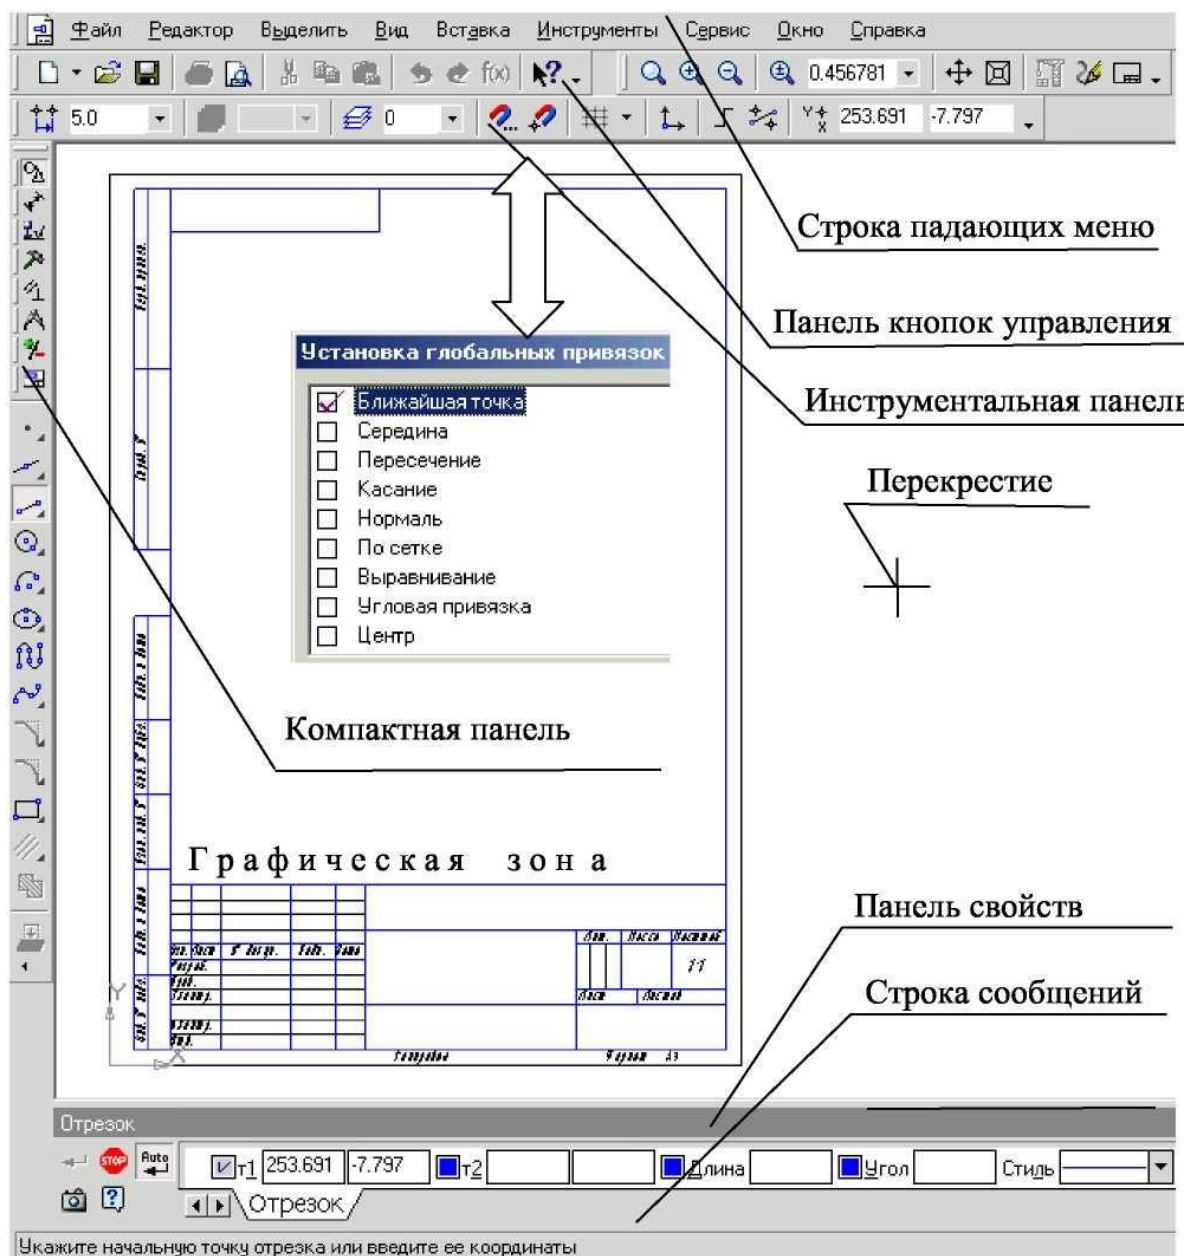 Файл Редактор Выделить Вид Вставка Инструменты Сервис Окно Справка
f(x) 0.456781
5.0 0 253.691 -7.797
Строка падающих меню
Панель кнопок управления
Установка глобальных привязок
Ближайшая точка
Инструментальная панель
Середина
Пересечение
Касание
Перекрестие
Нормаль
По сетке
Выравнивание
Угловая привязка
Центр
Компактная панель
Графическая зона
Панель свойств
Строка сообщений
Y
X
Отрезок
STOP Auto т1 253.691 -7.797 т2 Длина Угол Стиль
Отрезок
Укажите начальную точку отрезка или введите ее координаты